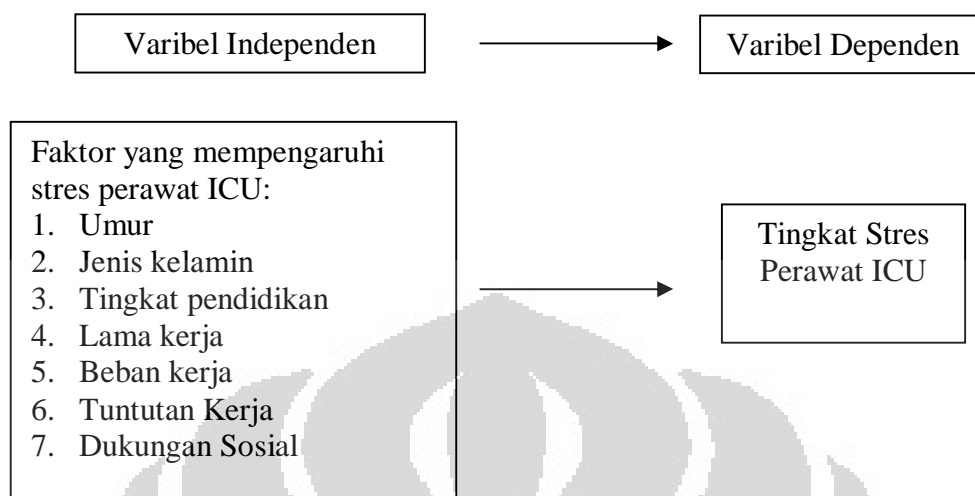 Varibel Independen
Varibel Dependen
Faktor yang mempengaruhi
stres perawat ICU:
1. Umur
2. Jenis kelamin
3. Tingkat pendidikan
4. Lama kerja
5. Beban kerja
6. Tuntutan Kerja
7. Dukungan Sosial
Tingkat Stres
Perawat ICU